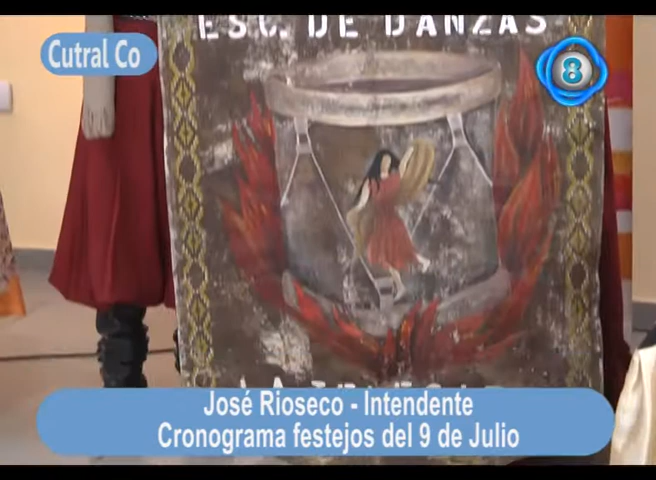 ESC. DE DANZAS
Cutral Co
8
José Rioseco - Intendente
Cronograma festejos del 9 de Julio